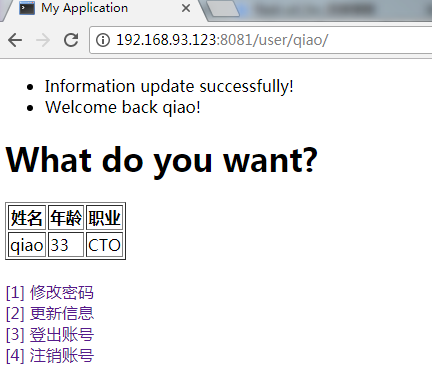 My Application
192.168.93.123:8081/user/qiao/
Information update successfully!
Welcome back qiao!
What do you want?
姓名 年龄 职业
qiao 33 CTO
[1] 修改密码
[2] 更新信息
[3] 登出账号
[4] 注销账号